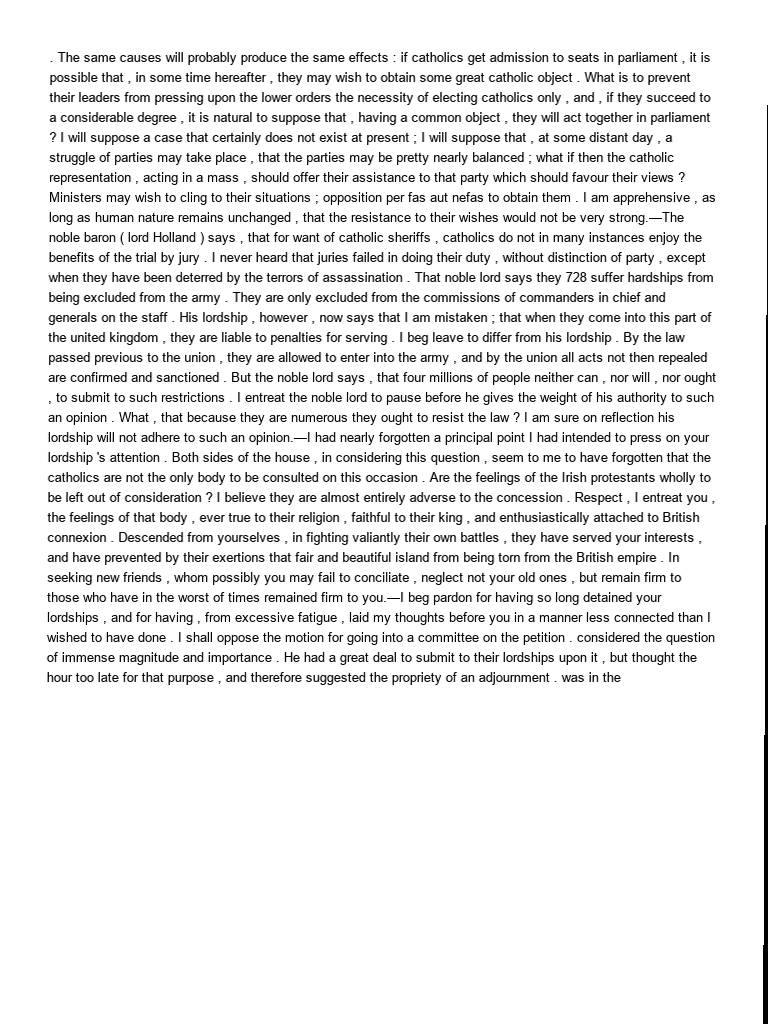 . The same causes will probably produce the same effects : if catholics get admission to seats in parliament , it is
possible that , in some time hereafter , they may wish to obtain some great catholic object . What is to prevent
their leaders from pressing upon the lower orders the necessity of electing catholics only , and , if they succeed to
a considerable degree , it is natural to suppose that , having a common object , they will act together in parliament
? I will suppose a case that certainly does not exist at present ; I will suppose that , at some distant day , a
struggle of parties may take place , that the parties may be pretty nearly balanced ; what if then the catholic
representation , acting in a mass , should offer their assistance to that party which should favour their views ?
Ministers may wish to cling to their situations ; opposition per fas aut nefas to obtain them . I am apprehensive , as
long as human nature remains unchanged , that the resistance to their wishes would not be very strong.—The
noble baron ( lord Holland ) says , that for want of catholic sheriffs , catholics do not in many instances enjoy the
benefits of the trial by jury . I never heard that juries failed in doing their duty , without distinction of party , except
when they have been deterred by the terrors of assassination . That noble lord says they 728 suffer hardships from
being excluded from the army . They are only excluded from the commissions of commanders in chief and
generals on the staff . His lordship , however , now says that I am mistaken ; that when they come into this part of
the united kingdom , they are liable to penalties for serving . I beg leave to differ from his lordship . By the law
passed previous to the union , they are allowed to enter into the army , and by the union all acts not then repealed
are confirmed and sanctioned . But the noble lord says , that four millions of people neither can , nor will , nor ought
, to submit to such restrictions . I entreat the noble lord to pause before he gives the weight of his authority to such
an opinion . What , that because they are numerous they ought to resist the law ? I am sure on reflection his
lordship will not adhere to such an opinion.—I had nearly forgotten a principal point I had intended to press on your
lordship 's attention . Both sides of the house , in considering this question , seem to me to have forgotten that the
catholics are not the only body to be consulted on this occasion . Are the feelings of the Irish protestants wholly to
be left out of consideration ? I believe they are almost entirely adverse to the concession . Respect , I entreat you ,
the feelings of that body , ever true to their religion , faithful to their king , and enthusiastically attached to British
connexion . Descended from yourselves , in fighting valiantly their own battles , they have served your interests ,
and have prevented by their exertions that fair and beautiful island from being torn from the British empire . In
seeking new friends , whom possibly you may fail to conciliate , neglect not your old ones , but remain firm to
those who have in the worst of times remained firm to you.—I beg pardon for having so long detained your
lordships , and for having , from excessive fatigue , laid my thoughts before you in a manner less connected than I
wished to have done . I shall oppose the motion for going into a committee on the petition . considered the question
of immense magnitude and importance . He had a great deal to submit to their lordships upon it , but thought the
hour too late for that purpose , and therefore suggested the propriety of an adjournment . was in the